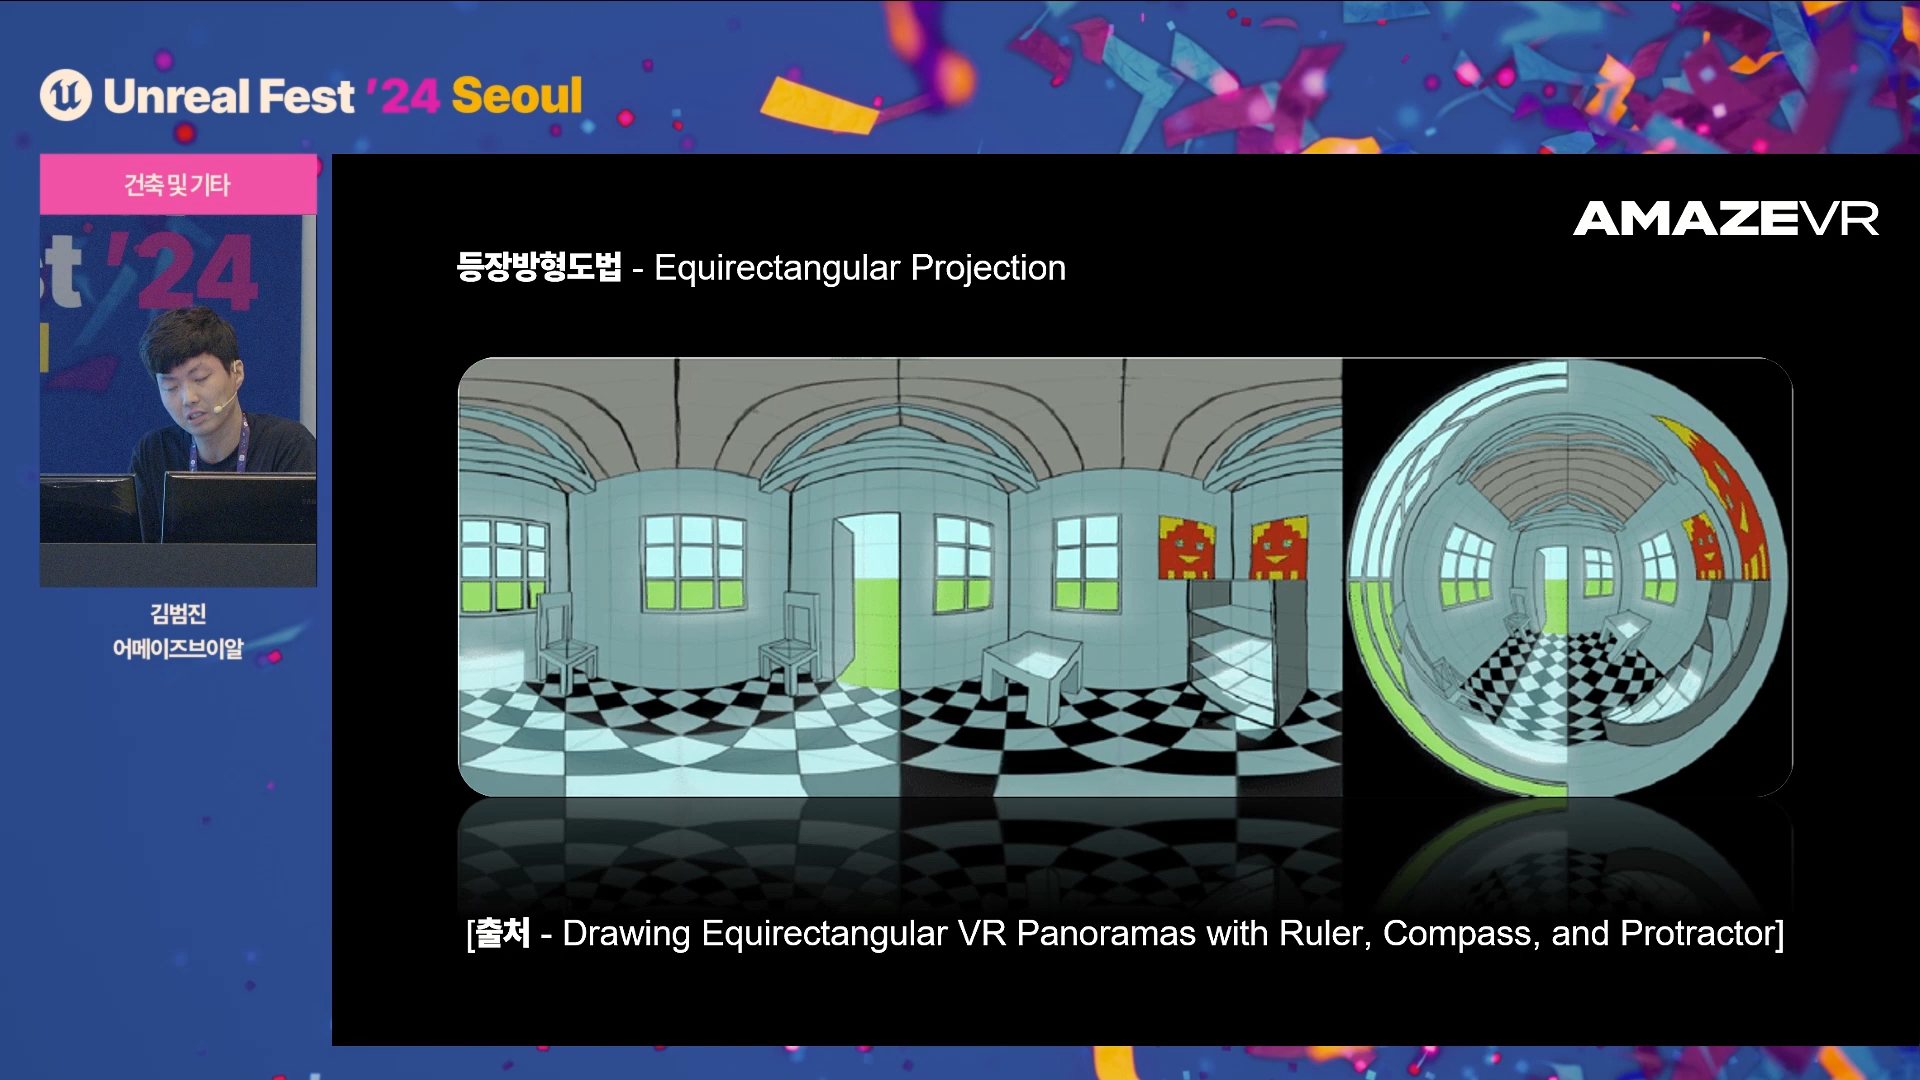 Unreal Fest '24 Seoul
건축 및 기타
t '24
김범진
어메이즈브이알
AMAZEVR
등장방형도법 - Equirectangular Projection
[출처 - Drawing Equirectangular VR Panoramas with Ruler, Compass, and Protractor]